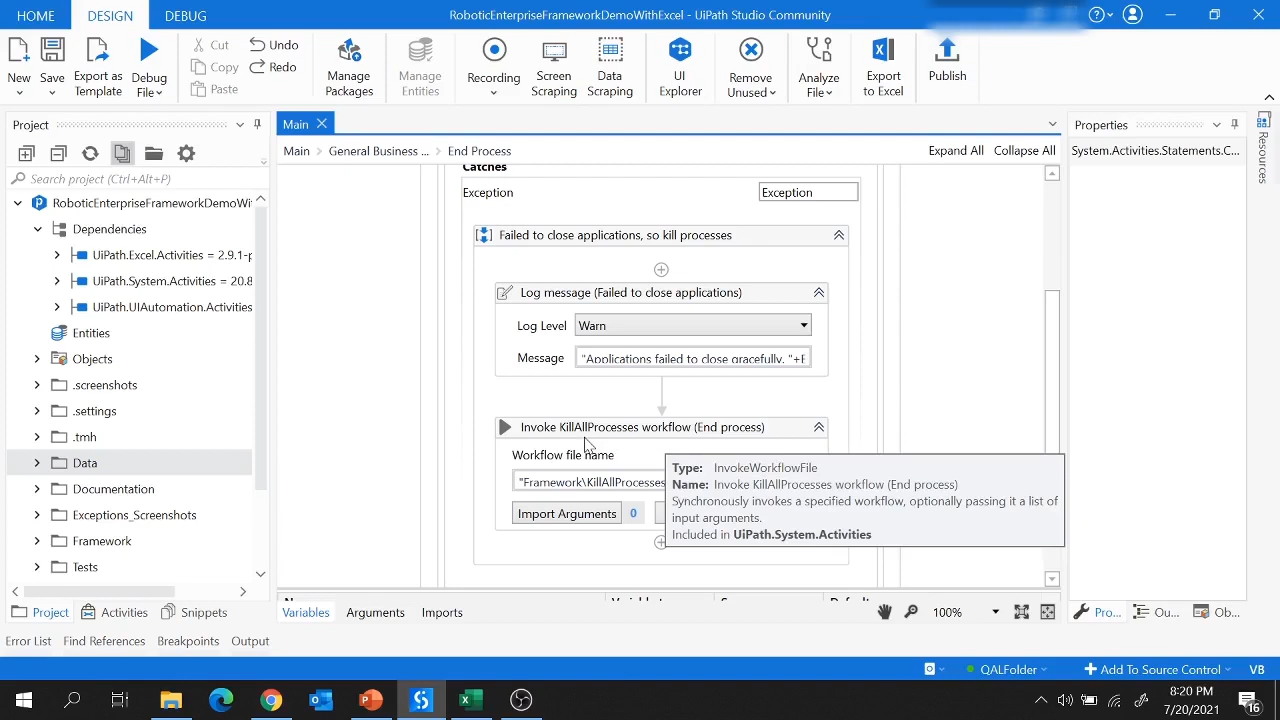 HOME
DESIGN
DEBUG
RoboticEnterpriseFrameworkDemoWithExcel - UiPath Studio Community
New
Save
Export as Template
Debug File
Cut
Copy
Paste
Undo
Redo
Manage Packages
Manage Entities
Recording
Screen Scraping
Data Scraping
UI Explorer
Remove Unused
Analyze File
Export to Excel
Publish
Project
Search project (Ctrl+Alt+P)
RoboticEnterpriseFrameworkDemoWi
Dependencies
UiPath.Excel.Activities = 2.9.1-p
UiPath.System.Activities = 20.8
UiPath.UIAutomation.Activities
Entities
Objects
.screenshots
.settings
.tmh
Data
Documentation
Exceptions_Screenshots
Framework
Tests
Project
Activities
Snippets
Main
Main > General Business ... > End Process
Expand All
Collapse All
Catches
Exception
Exception
Failed to close applications, so kill processes
Log message (Failed to close applications)
Log Level
Warn
Message
"Applications failed to close gracefully. "+
Invoke KillAllProcesses workflow (End process)
Workflow file name
"Framework\KillAllProcesses
Import Arguments
0
Type: InvokeWorkflowFile
Name: Invoke KillAllProcesses workflow (End process)
Synchronously invokes a specified workflow, optionally passing it a list of
input arguments.
Included in UiPath.System.Activities
Variables
Arguments
Imports
100%
Properties
System.Activities.Statements.C...
Resources
Pro...
Ou...
Ob...
Error List
Find References
Breakpoints
Output
QALFolder
Add To Source Control
VB
8:20 PM
7/20/2021
16